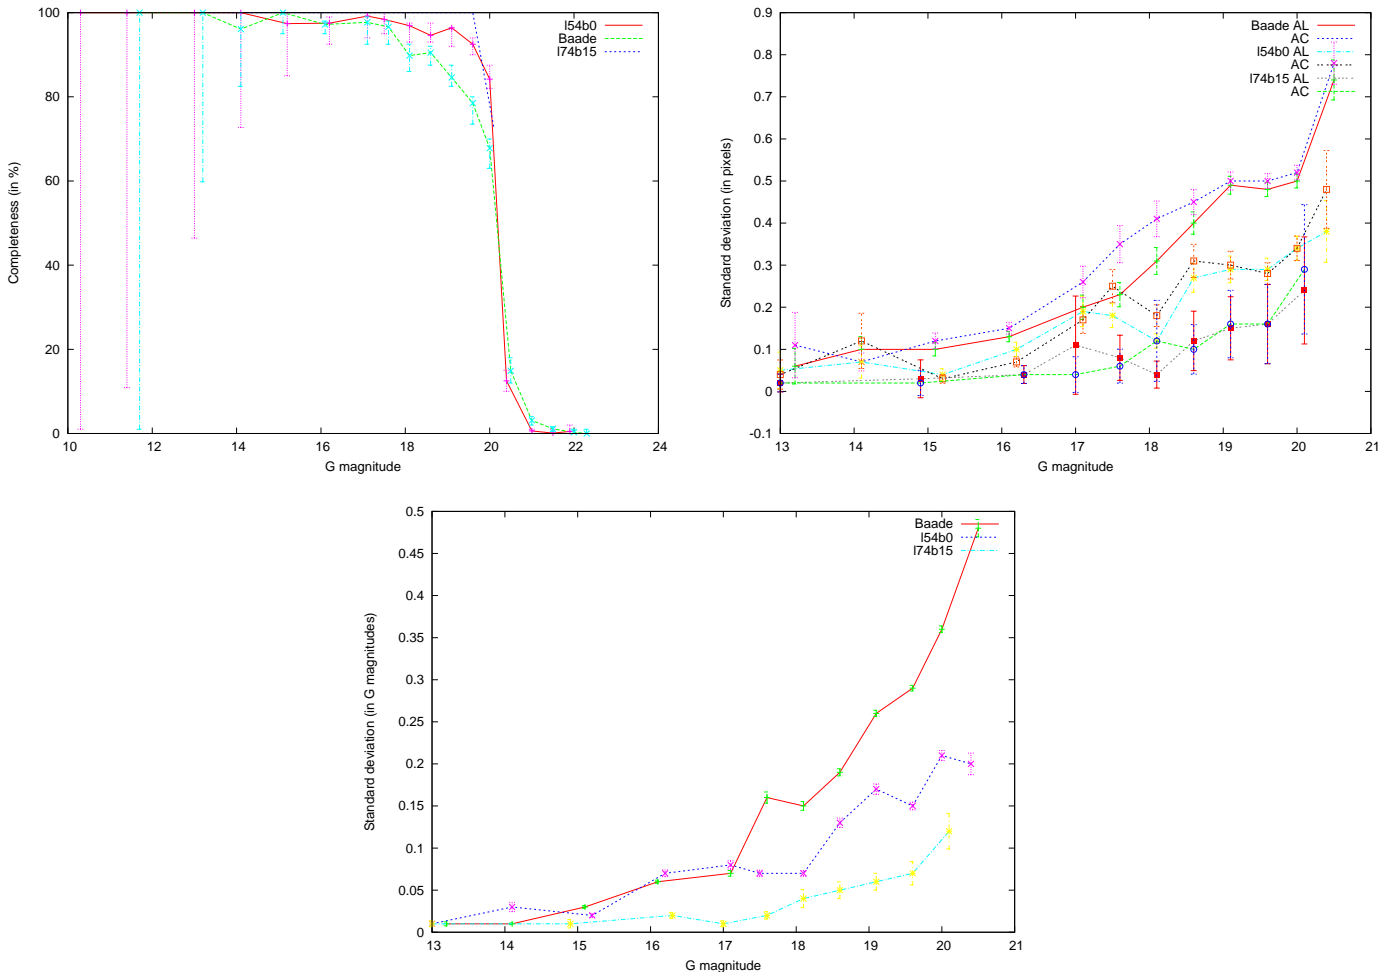 100
80
60
40
20
0
Completeness (in %)
10 12 14 16 18 20 22 24
G magnitude
l54b0
Baade
l74b15
0.9
0.8
0.7
0.6
0.5
0.4
0.3
0.2
0.1
0
-0.1
Standard deviation (in pixels)
13 14 15 16 17 18 19 20 21
G magnitude
Baade AL
AC
l54b0 AL
AC
l74b15 AL
AC
0.5
0.45
0.4
0.35
0.3
0.25
0.2
0.15
0.1
0.05
0
Standard deviation (in G magnitudes)
13 14 15 16 17 18 19 20 21
G magnitude
Baade
l54b0
l74b15